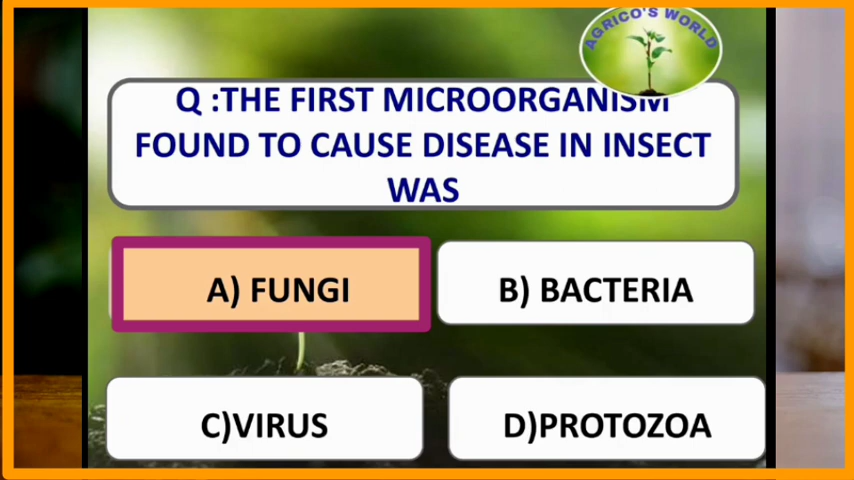 AGRICO'S WORLD
Q :THE FIRST MICROORGANISM
FOUND TO CAUSE DISEASE IN INSECT
WAS
A) FUNGI
B) BACTERIA
C)VIRUS
D)PROTOZOA